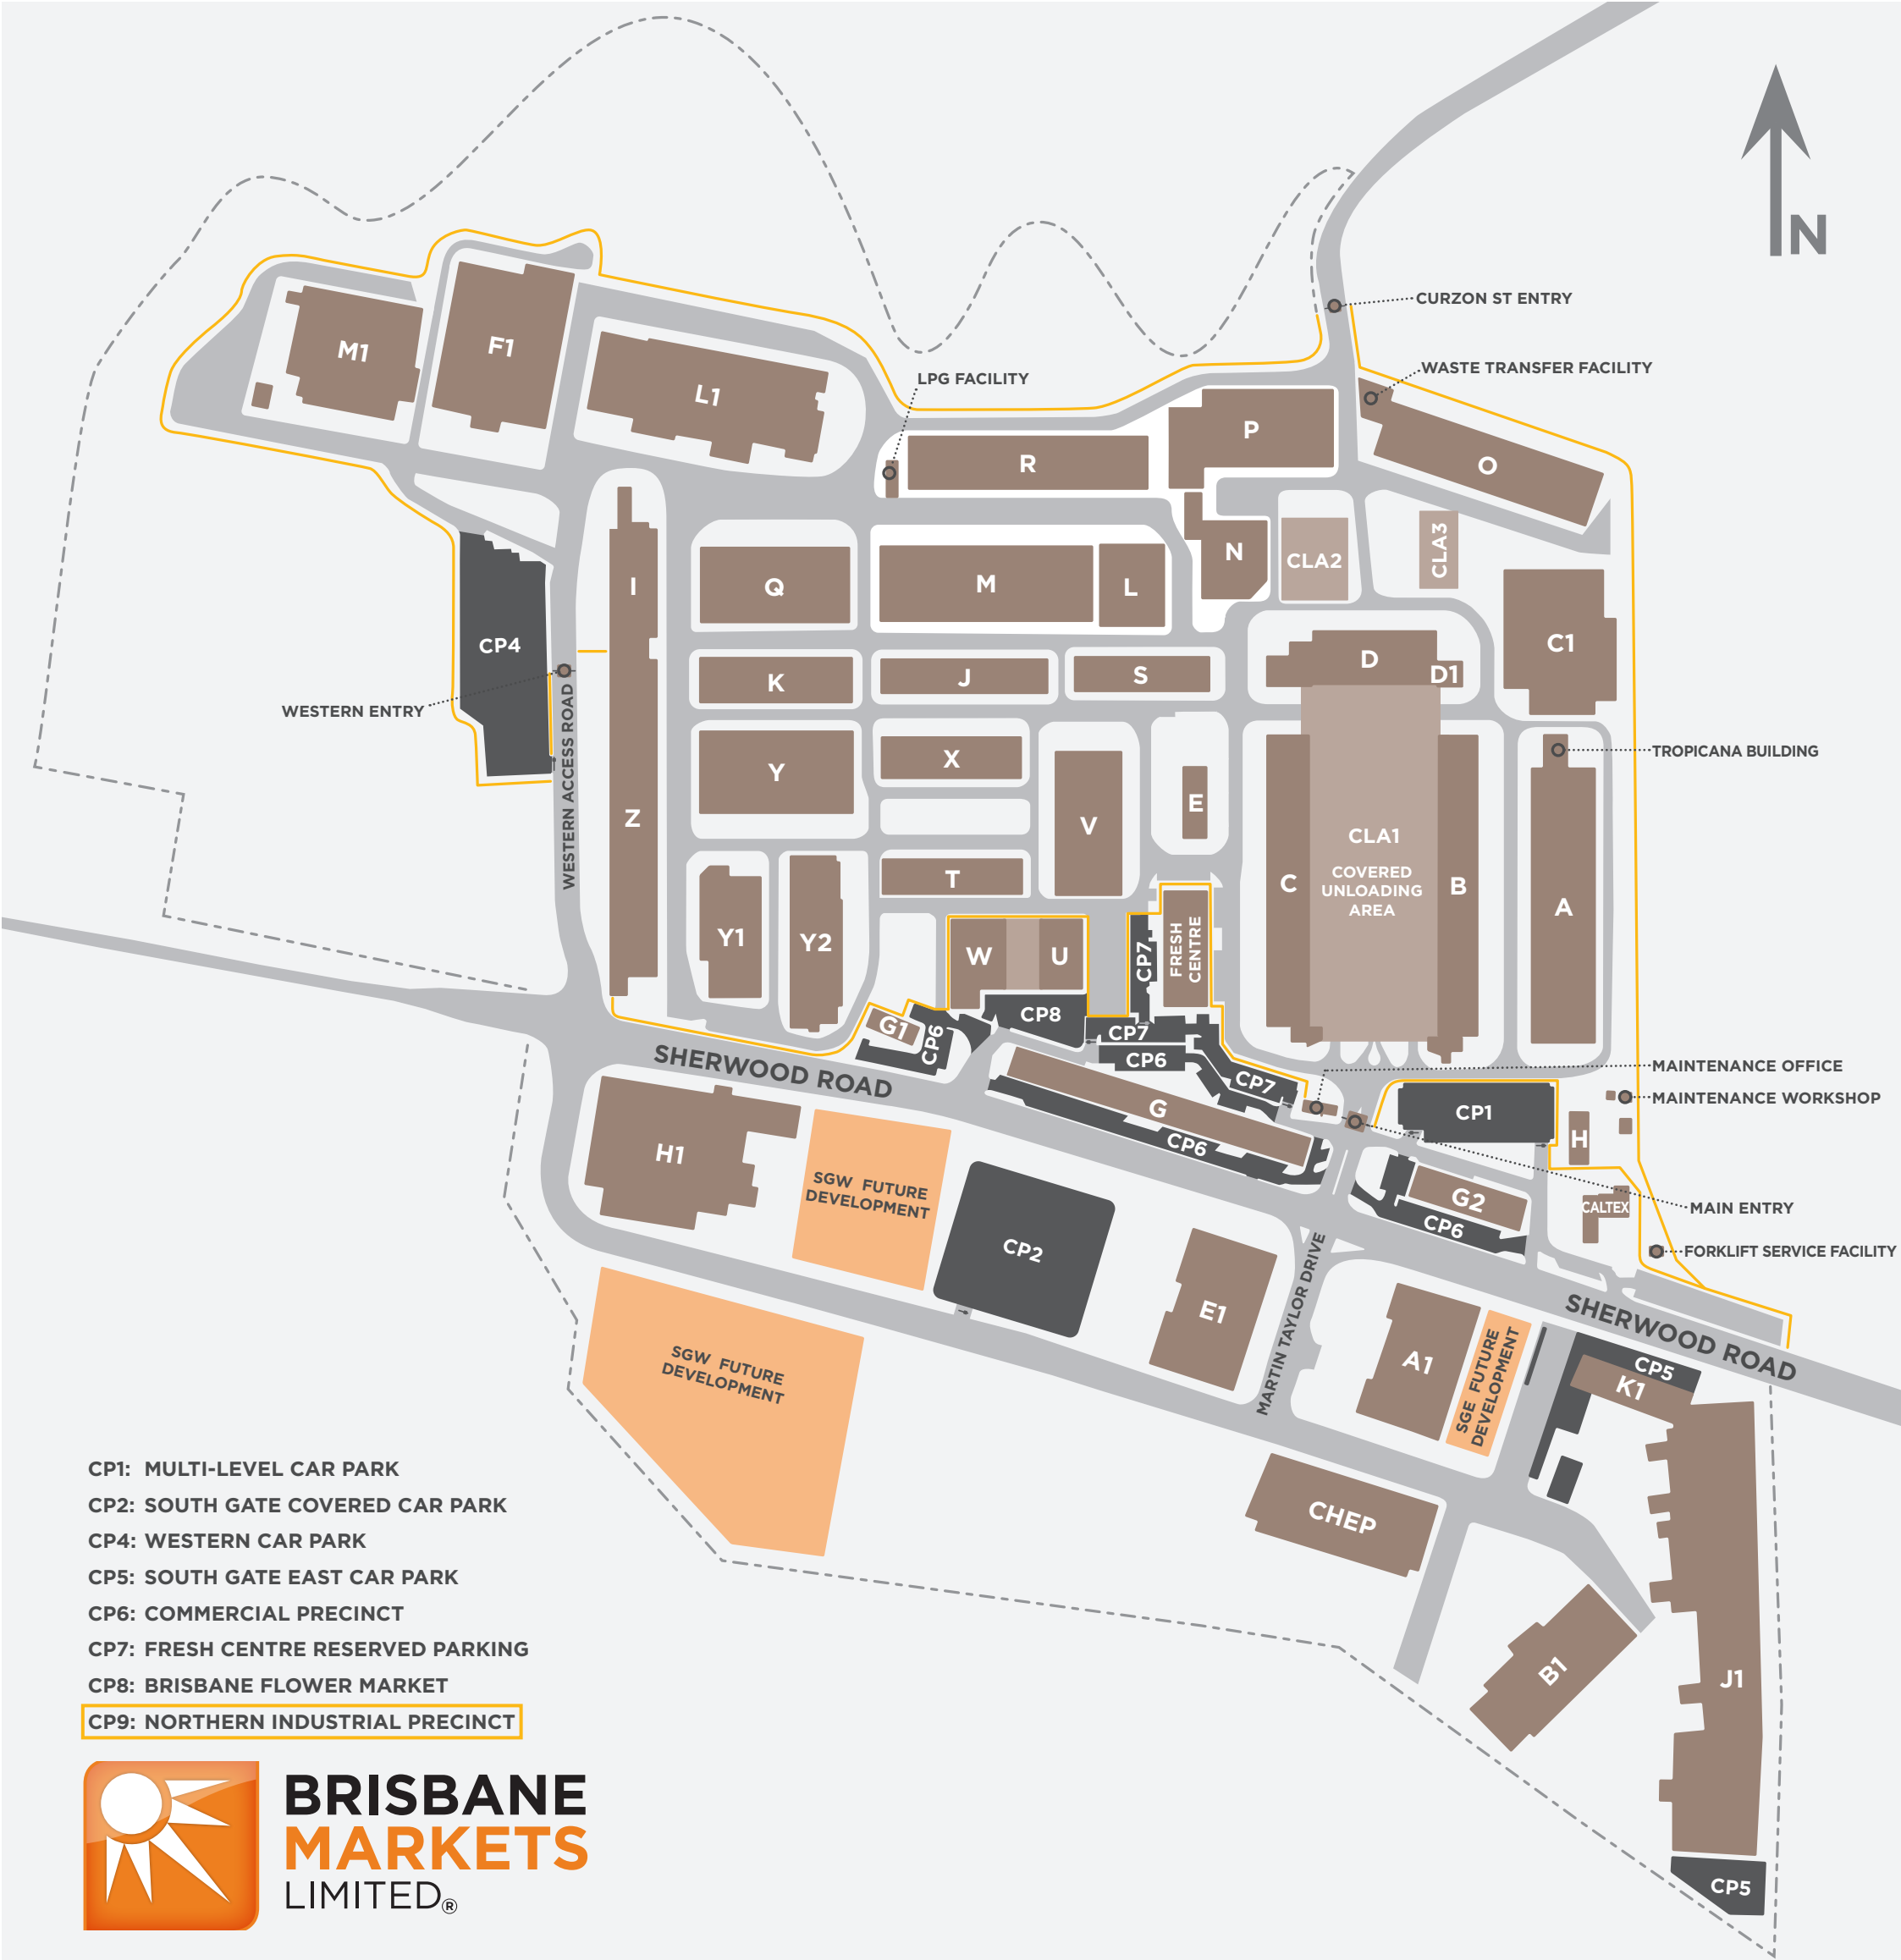 N
CURZON ST ENTRY
WASTE TRANSFER FACILITY
LPG FACILITY
M1
F1
L1
P
R
O
N
CLA2
CLA3
I
Q
M
L
C1
CP4
K
J
S
D
D1
WESTERN ENTRY
WESTERN ACCESS ROAD
TROPICANA BUILDING
Y
X
E
V
Z
CLA1
COVERED
UNLOADING
AREA
C
B
A
T
Y1
Y2
W
U
CP7
FRESH
CENTRE
CP8
G1
CP6
CP7
CP6
CP7
SHERWOOD ROAD
MAINTENANCE OFFICE
MAINTENANCE WORKSHOP
CP1
G
H
CP6
H1
SGW FUTURE
DEVELOPMENT
G2
CALTEX
MAIN ENTRY
CP6
FORKLIFT SERVICE FACILITY
CP2
E1
MARTIN TAYLOR DRIVE
SHERWOOD ROAD
A1
SGE FUTURE
DEVELOPMENT
CP5
K1
SGW FUTURE
DEVELOPMENT
CHEP
B1
J1
CP5
CP1: MULTI-LEVEL CAR PARK
CP2: SOUTH GATE COVERED CAR PARK
CP4: WESTERN CAR PARK
CP5: SOUTH GATE EAST CAR PARK
CP6: COMMERCIAL PRECINCT
CP7: FRESH CENTRE RESERVED PARKING
CP8: BRISBANE FLOWER MARKET
CP9: NORTHERN INDUSTRIAL PRECINCT
BRISBANE
MARKETS
LIMITED®